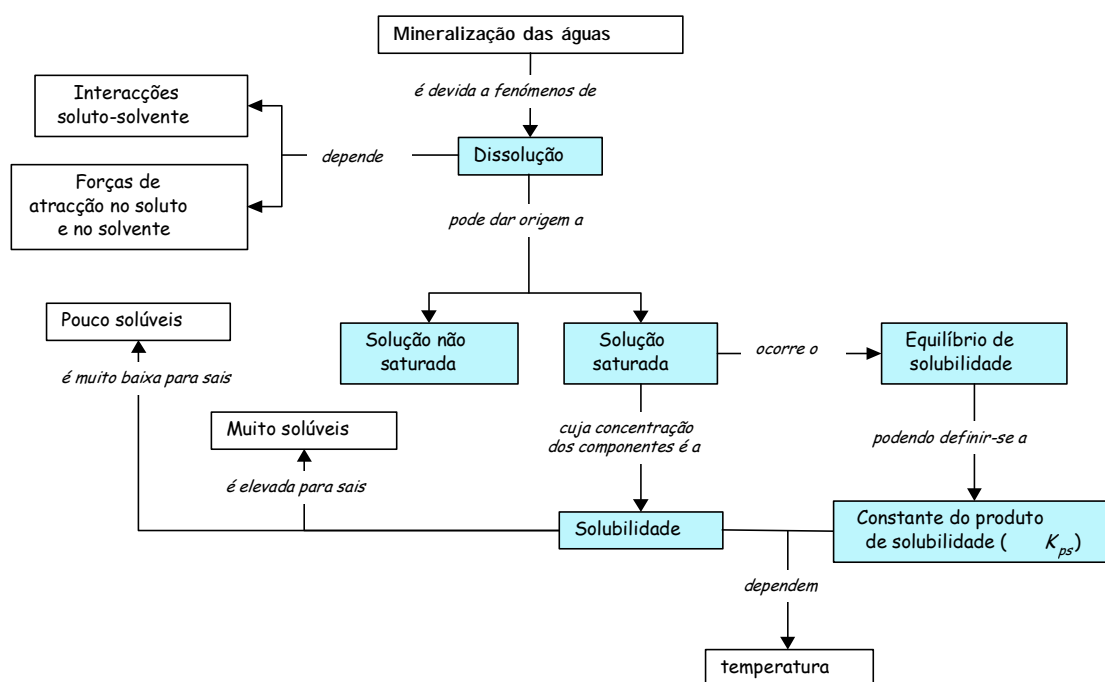 Mineralização das águas
é devida a fenómenos de
Interacções
soluto-solvente
depende
Dissolução
Forças de
atracção no soluto
e no solvente
pode dar origem a
Pouco solúveis
Solução não
saturada
Solução
saturada
ocorre o
Equilíbrio de
solubilidade
é muito baixa para sais
Muito solúveis
cuja concentração
dos componentes é a
podendo definir-se a
é elevada para sais
Solubilidade
Constante do produto
de solubilidade ( Kps)
dependem
temperatura